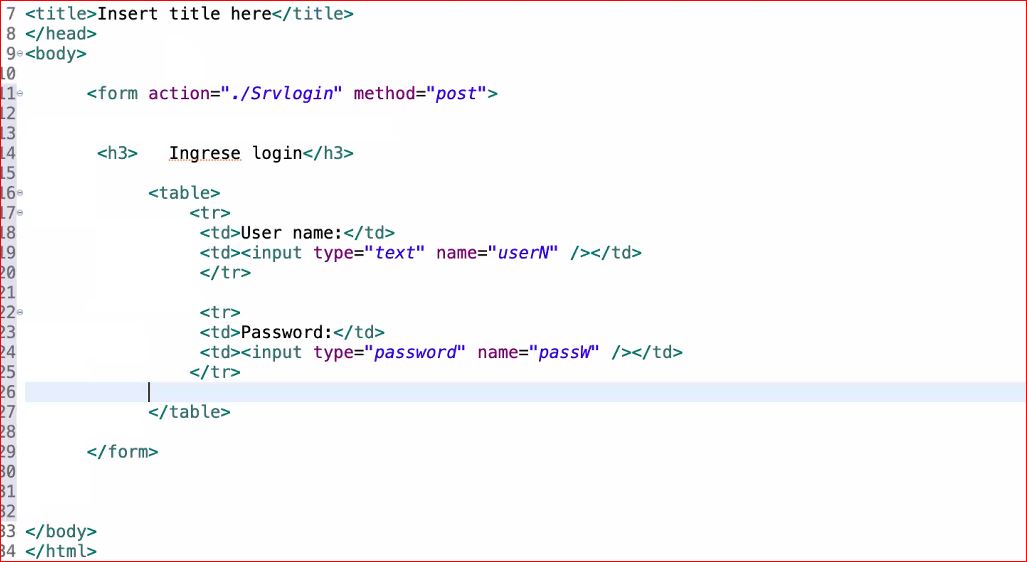 7 <title>Insert title here</title>
8 </head>
9 <body>
10
11 <form action="./Srvlogin" method="post">
12
13
14 <h3> Ingrese login</h3>
15
16 <table>
17 <tr>
18 <td>User name:</td>
19 <td><input type="text" name="userN" /></td>
20 </tr>
21
22 <tr>
23 <td>Password:</td>
24 <td><input type="password" name="passW" /></td>
25 </tr>
26
27 </table>
28
29 </form>
30
31
32
33 </body>
34 </html>